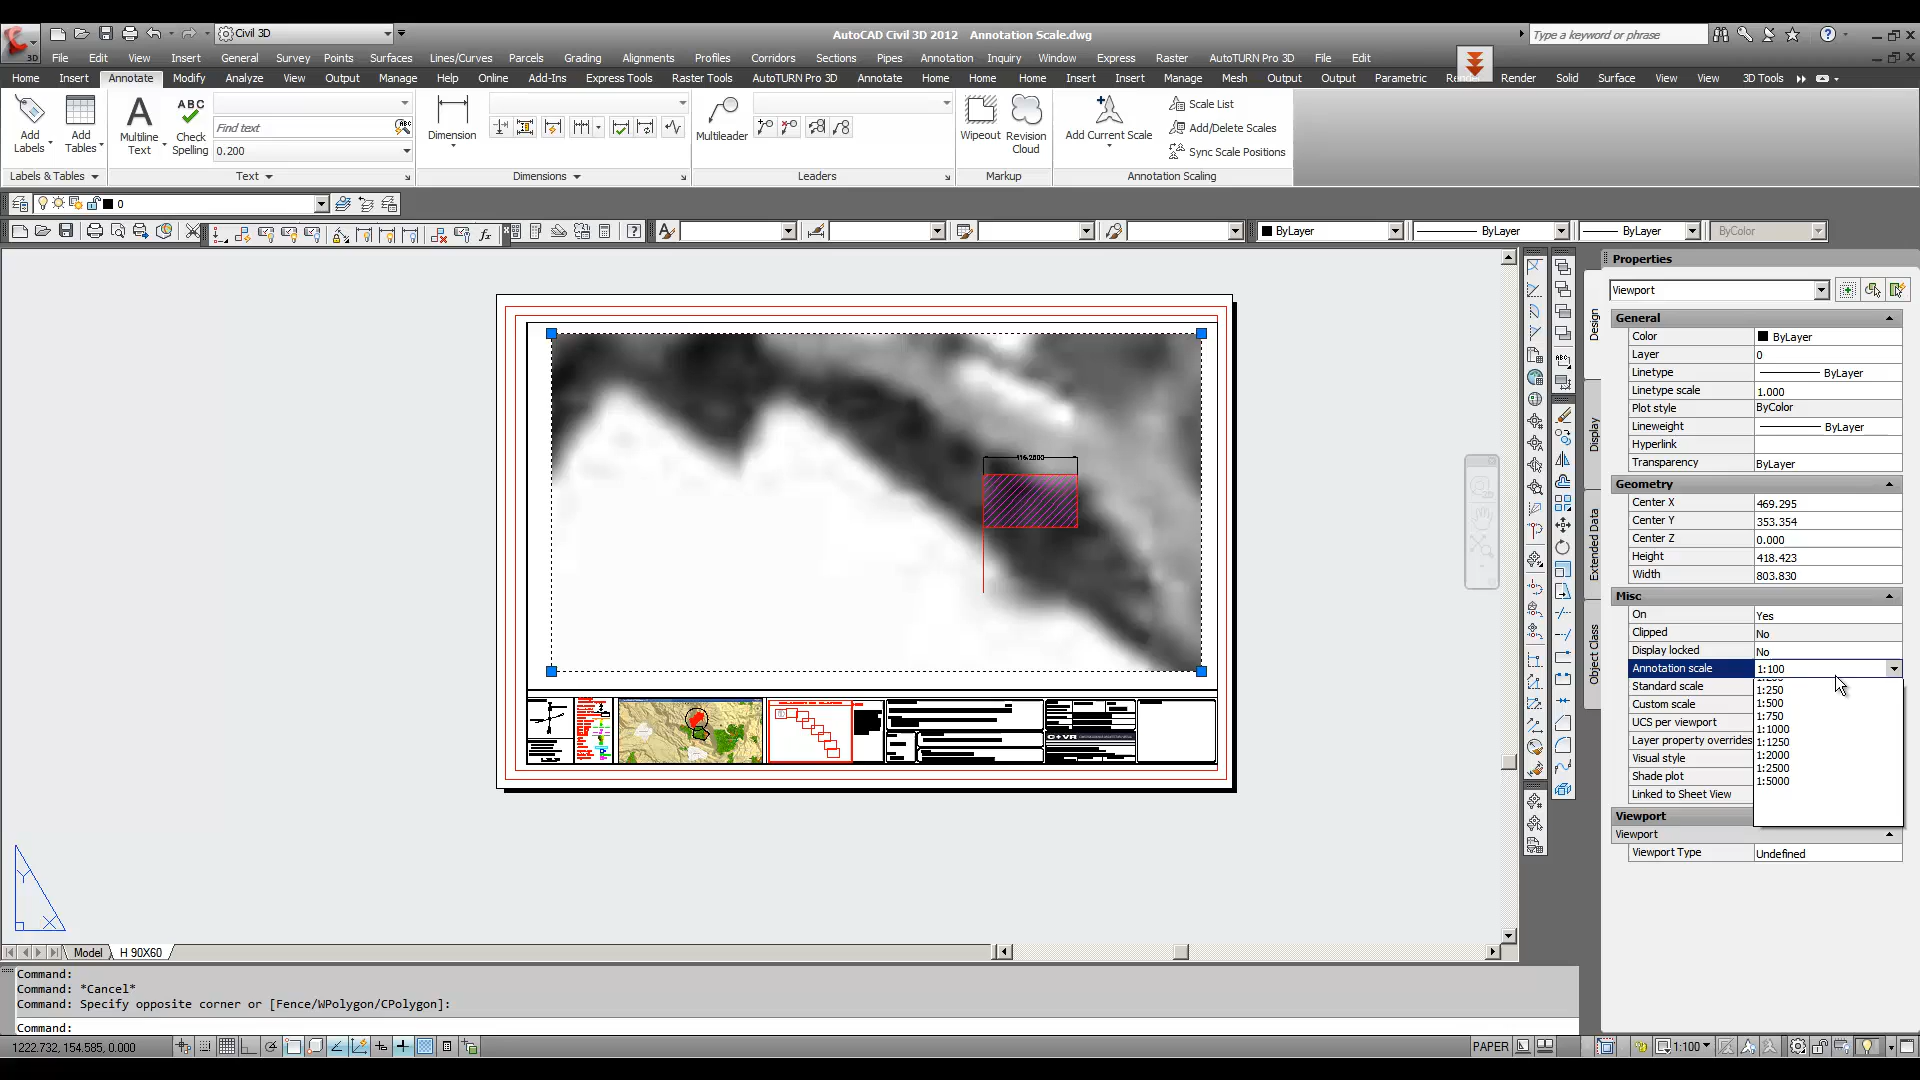 Civil 3D
AutoCAD Civil 3D 2012 Annotation Scale.dwg
Type a keyword or phrase
3D File Edit View Insert General Survey Points Surfaces Lines/Curves Parcels Grading Alignments Profiles Corridors Sections Pipes Annotation Inquiry Window Express Raster AutoTURN Pro 3D File Edit
Home Insert Annotate Modify Analyze View Output Manage Help Online Add-Ins Express Tools Raster Tools AutoTURN Pro 3D Annotate Home Home Home Insert Insert Manage Mesh Output Output Parametric Render Render Solid Surface View View 3D Tools
Add Labels
Add Tables
Multiline Text
ABC
Check Spelling
Find text
0.200
Dimension
Multileader
Wipeout
Revision Cloud
Add Current Scale
Scale List
Add/Delete Scales
Sync Scale Positions
Labels & Tables Text Dimensions Leaders Markup Annotation Scaling
0
ByLayer ByLayer ByLayer ByColor
Properties
Viewport
General
Color ByLayer
Layer 0
Linetype ByLayer
Linetype scale 1.000
Plot style ByColor
Lineweight ByLayer
Hyperlink
Transparency ByLayer
Geometry
Center X 469.295
Center Y 353.354
Center Z 0.000
Height 418.423
Width 803.830
Misc
On Yes
Clipped No
Display locked No
Annotation scale 1:100
Standard scale
Custom scale
UCS per viewport
Layer property overrides
Visual style
Shade plot
Linked to Sheet View
1:250
1:500
1:750
1:1000
1:1250
1:2000
1:2500
1:5000
Viewport
Viewport
Viewport Type Undefined
Design
Display
Extended Data
Object Class
Y
X
Model H 90X60
Command:
Command: *Cancel*
Command: Specify opposite corner or [Fence/WPolygon/CPolygon]:
Command:
1222.732, 154.585, 0.000
PAPER
1:100